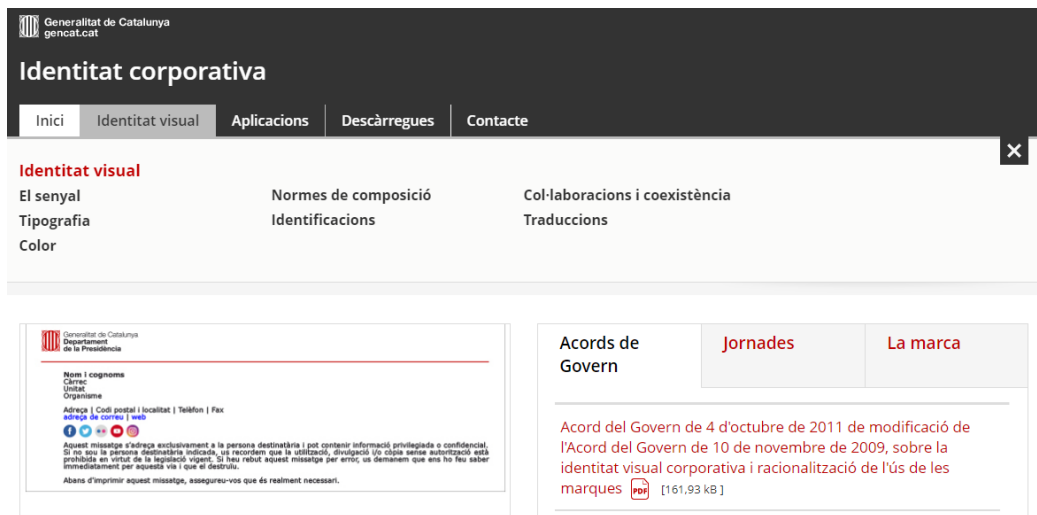 Generalitat de Catalunya
gencat.cat
Identitat corporativa
Inici
Identitat visual
Aplicacions
Descàrregues
Contacte
Identitat visual
El senyal
Tipografia
Color
Normes de composició
Identificacions
Col·laboracions i coexistència
Traduccions
Generalitat de Catalunya
Departament
de la Presidència
Nom i cognoms
Càrrec
Unitat
Organisme
Adreça | Codi postal i localitat | Telèfon | Fax
adreça de correu | web
Aquest missatge s'adreça exclusivament a la persona destinatària i pot contenir informació privilegiada o confidencial.
Si no sou la persona destinatària indicada, us recordem que la utilització, divulgació i/o còpia sense autorització està
prohibida en virtut de la legislació vigent. Si heu rebut aquest missatge per error, us demanem que ens ho feu saber
immediatament per aquesta via i que el destruïu.
Abans d'imprimir aquest missatge, assegureu-vos que és realment necessari.
Acords de
Govern
Jornades
La marca
Acord del Govern de 4 d'octubre de 2011 de modificació de
l'Acord del Govern de 10 de novembre de 2009, sobre la
identitat visual corporativa i racionalització de l'ús de les
marques PDF [161,93 kB ]